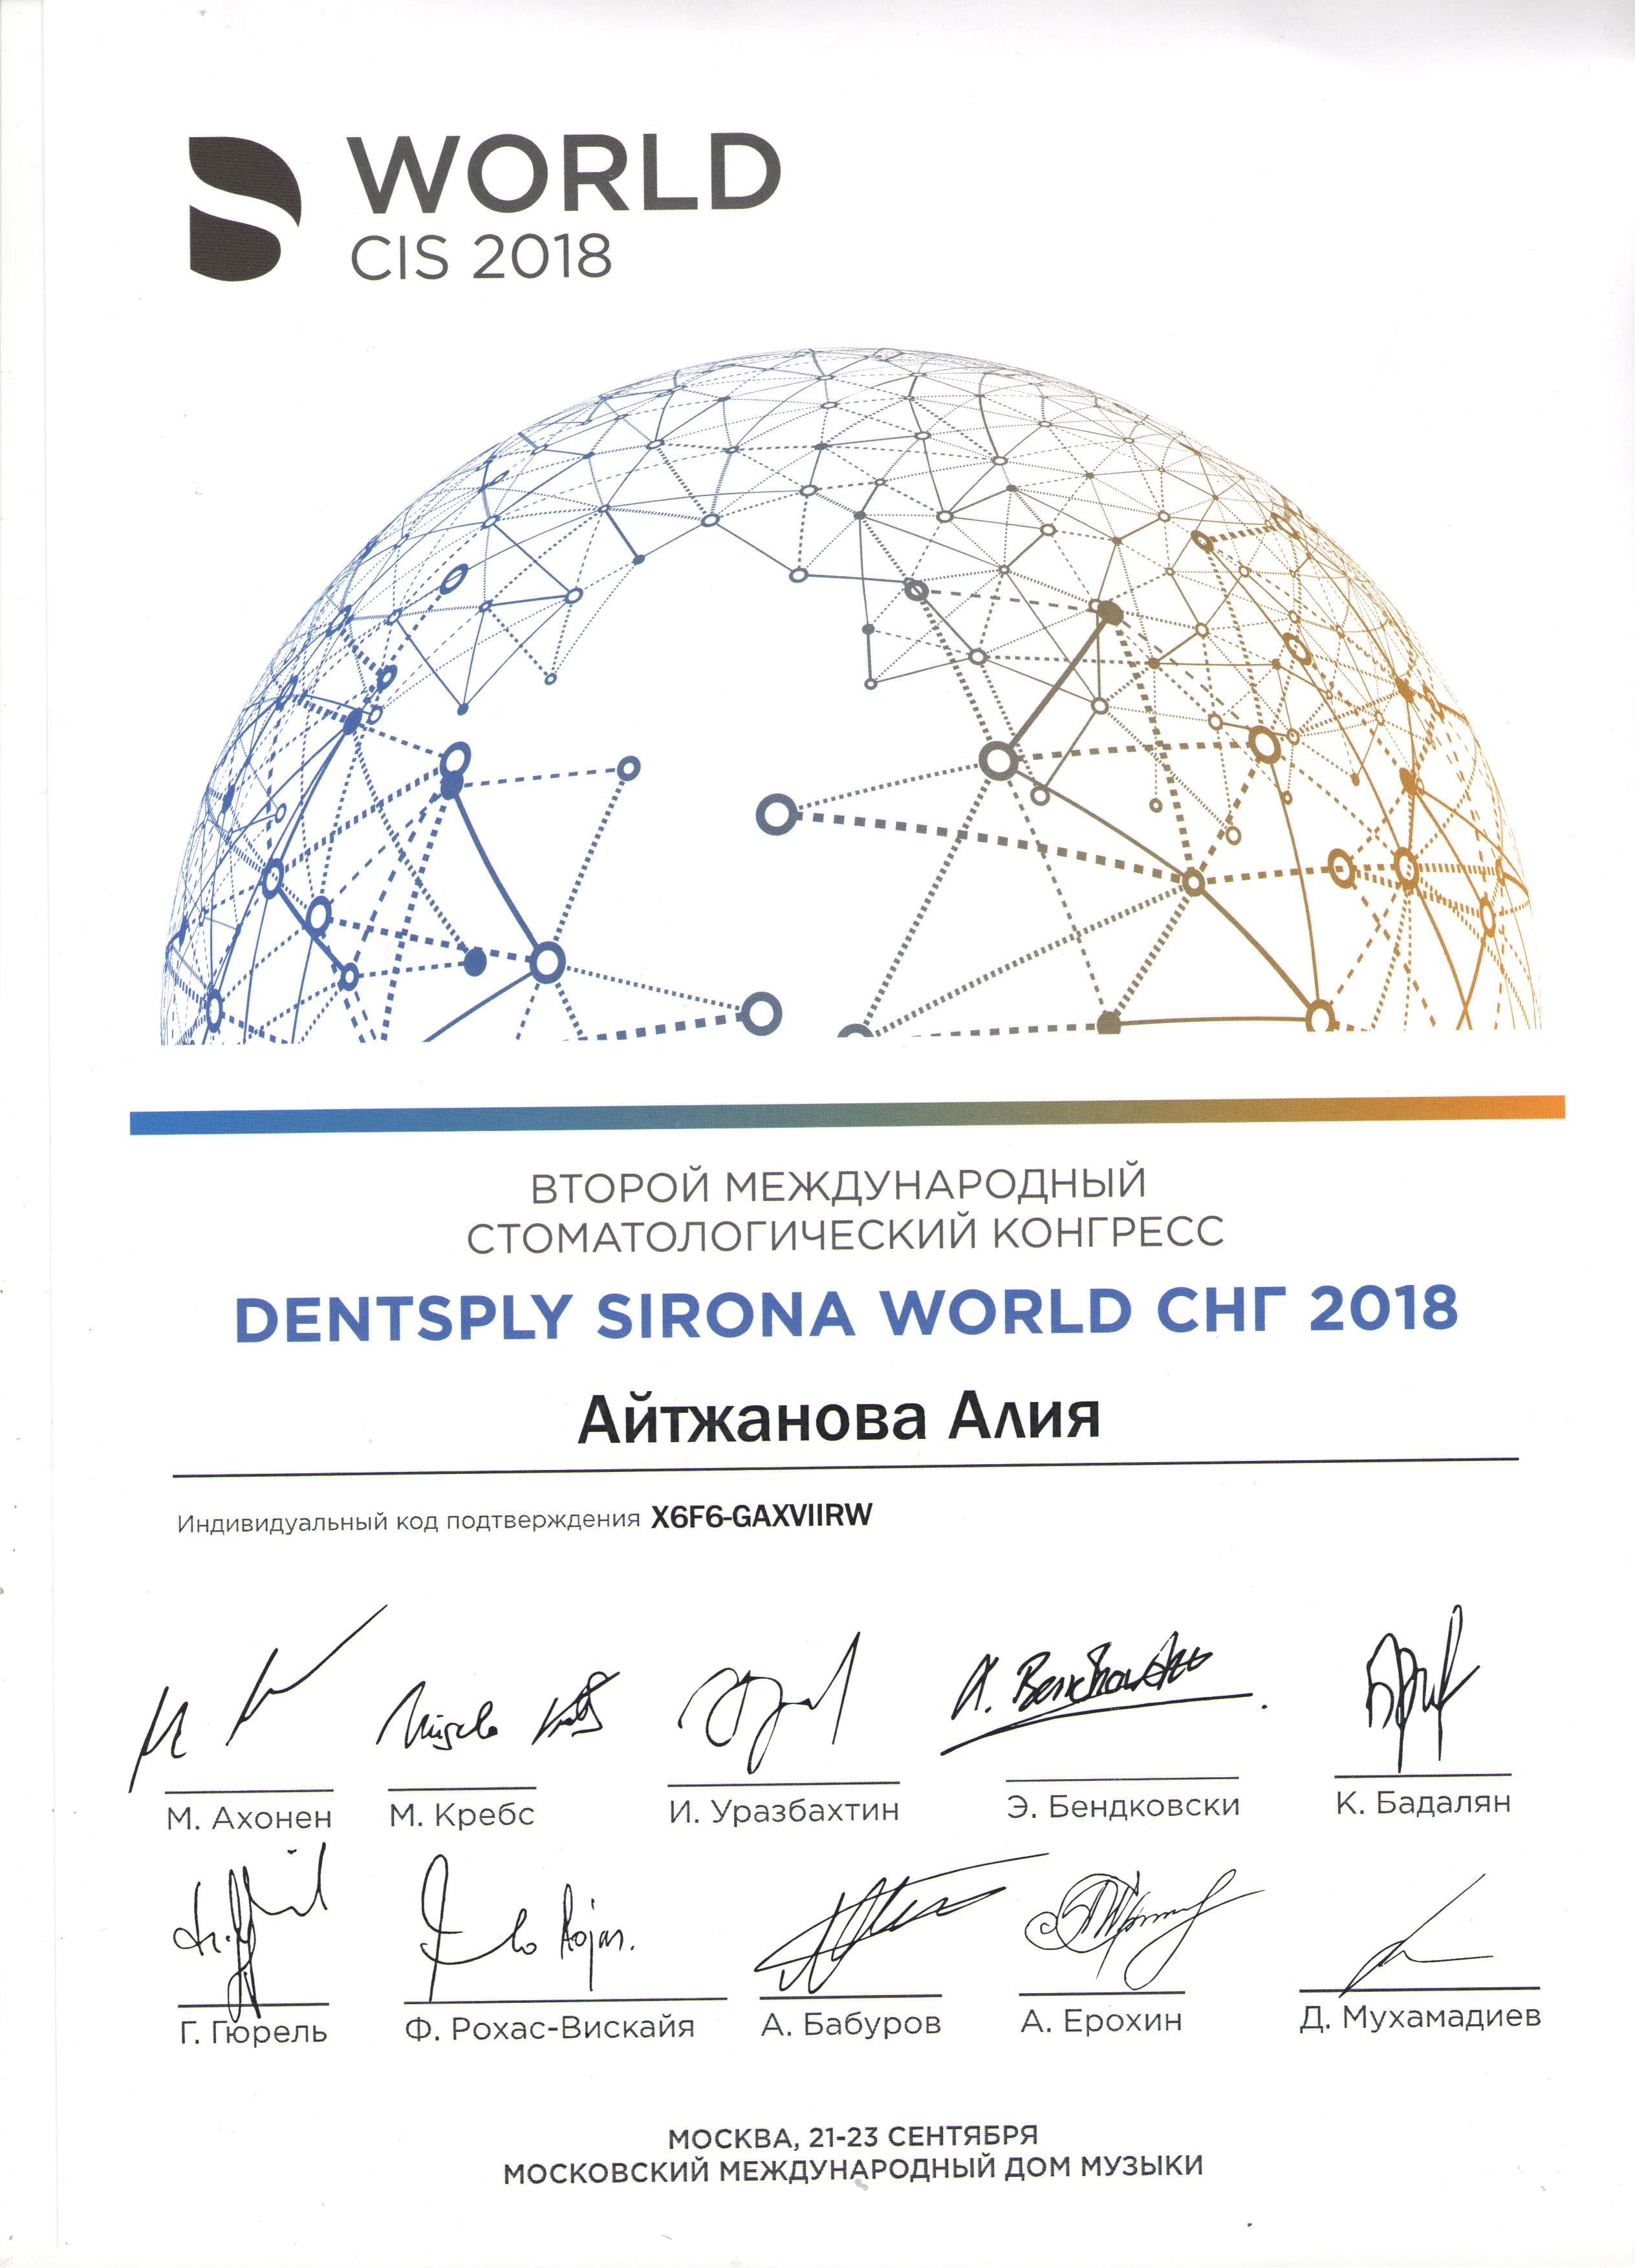 WORLD
CIS 2018
ВТОРОЙ МЕЖДУНАРОДНЫЙ
СТОМАТОЛОГИЧЕСКИЙ КОНГРЕСС
DENTSPLY SIRONA WORLD СНГ 2018
Айтжанова Алия
Индивидуальный код подтверждения X6F6-GAXVIIRW
М. Ахонен М. Кребс И. Уразбахтин Э. Бендковски К. Бадалян
Г. Гюрель Ф. Рохас-Вискайя А. Бабуров А. Ерохин Д. Мухамадиев
МОСКВА, 21-23 СЕНТЯБРЯ
МОСКОВСКИЙ МЕЖДУНАРОДНЫЙ ДОМ МУЗЫКИ